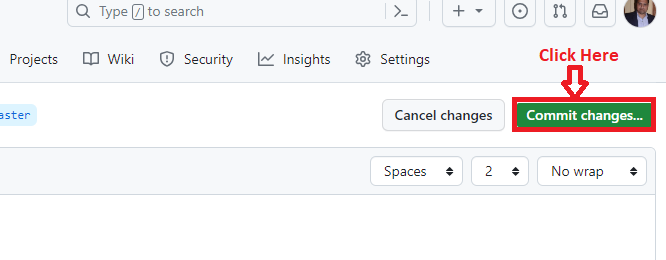 Type / to search
Projects Wiki Security Insights Settings
Click Here
aster Cancel changes Commit changes...
Spaces 2 No wrap